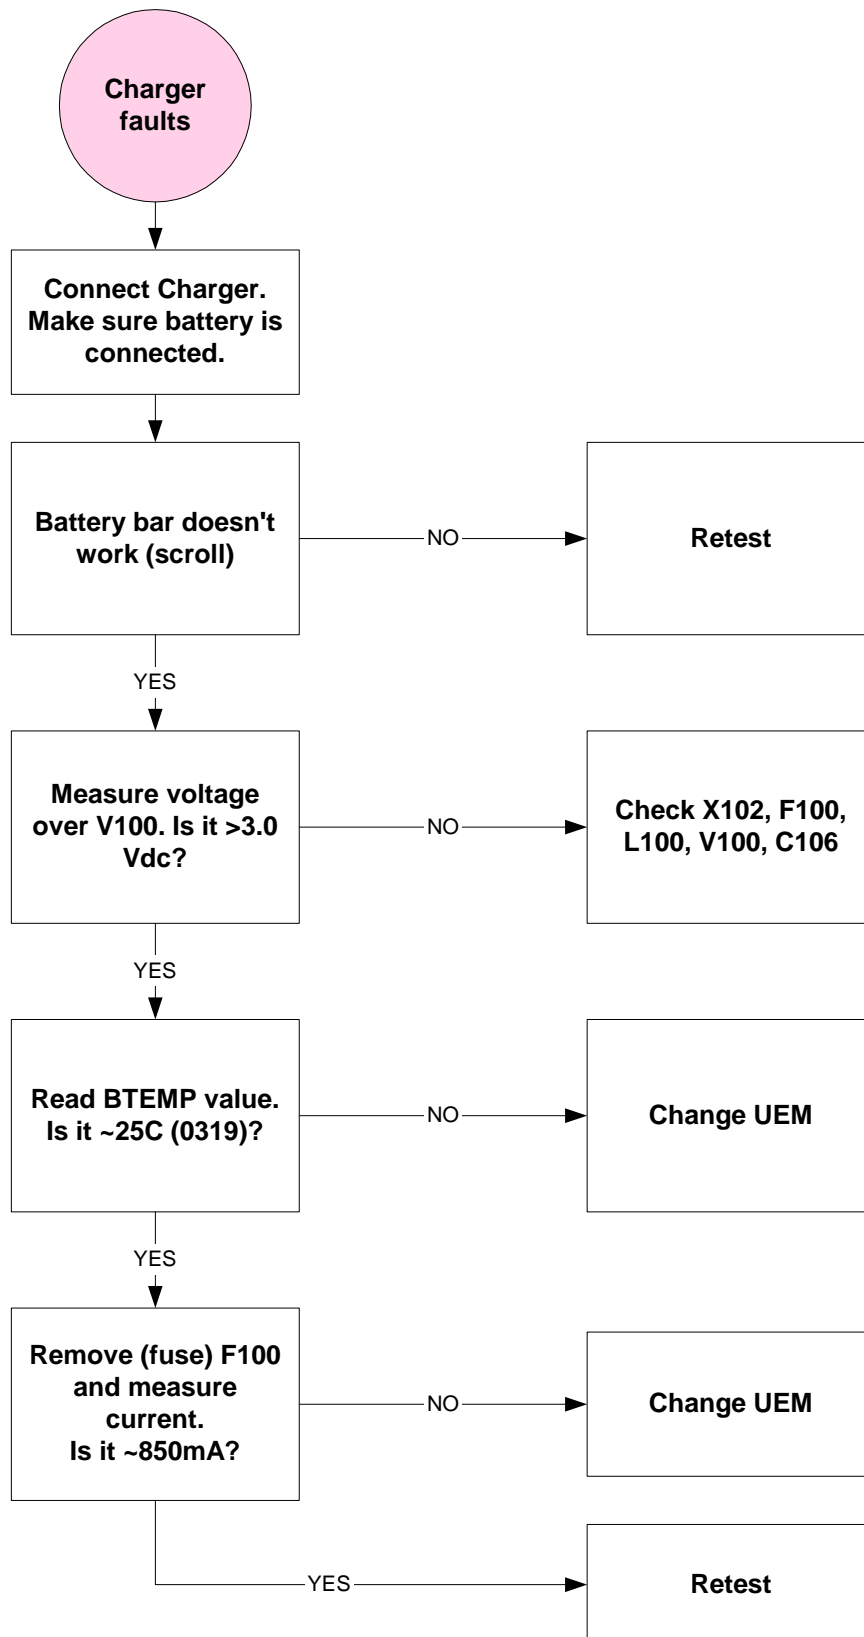 Charger
faults
Connect Charger.
Make sure battery is
connected.
Battery bar doesn't
work (scroll)
NO
Retest
YES
Measure voltage
over V100. Is it >3.0
Vdc?
NO
Check X102, F100,
L100, V100, C106
YES
Read BTEMP value.
Is it ~25C (0319)?
NO
Change UEM
YES
Remove (fuse) F100
and measure
current.
Is it ~850mA?
NO
Change UEM
YES
Retest